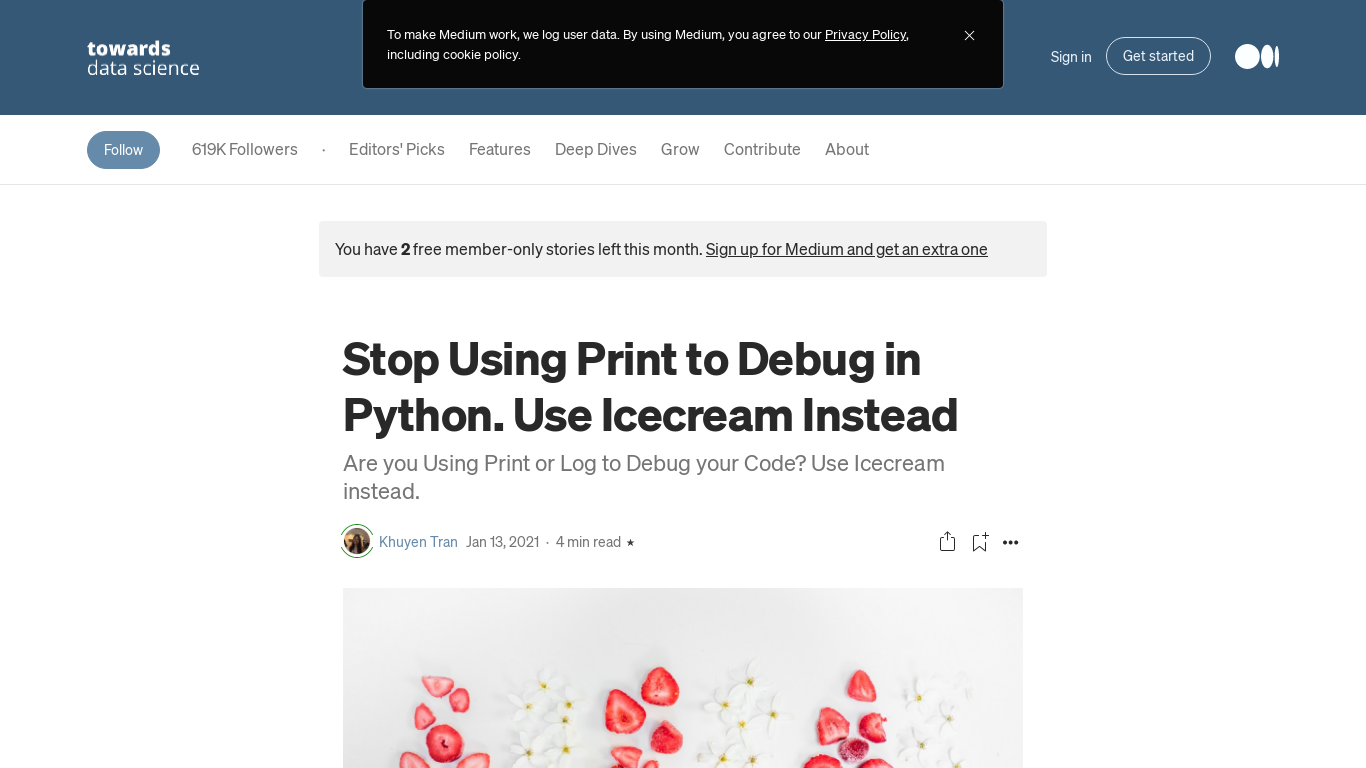 To make Medium work, we log user data. By using Medium, you agree to our Privacy Policy,
including cookie policy.
towards
data science
Sign in
Get started
Follow
619K Followers
·
Editors' Picks
Features
Deep Dives
Grow
Contribute
About
You have 2 free member-only stories left this month. Sign up for Medium and get an extra one
Stop Using Print to Debug in
Python. Use Icecream Instead
Are you Using Print or Log to Debug your Code? Use Icecream
instead.
Khuyen Tran Jan 13, 2021 · 4 min read